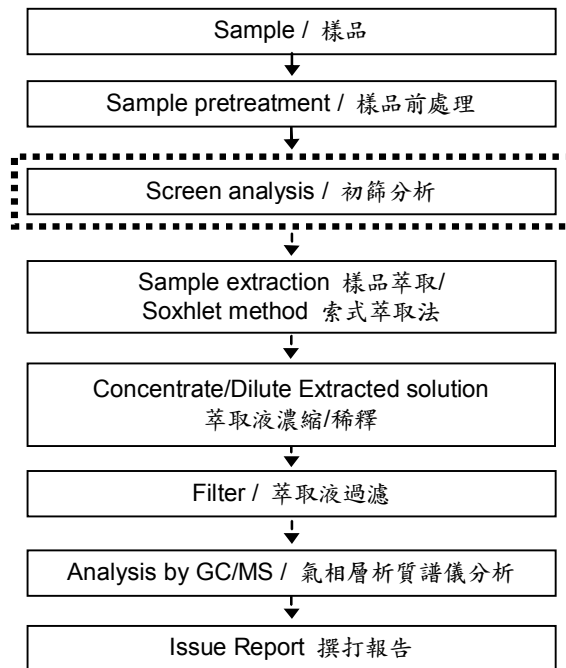 Sample / 樣品
Sample pretreatment / 樣品前處理
Screen analysis / 初篩分析
Sample extraction 樣品萃取/
Soxhlet method 索式萃取法
Concentrate/Dilute Extracted solution
萃取液濃縮/稀釋
Filter / 萃取液過濾
Analysis by GC/MS / 氣相層析質譜儀分析
Issue Report 撰打報告